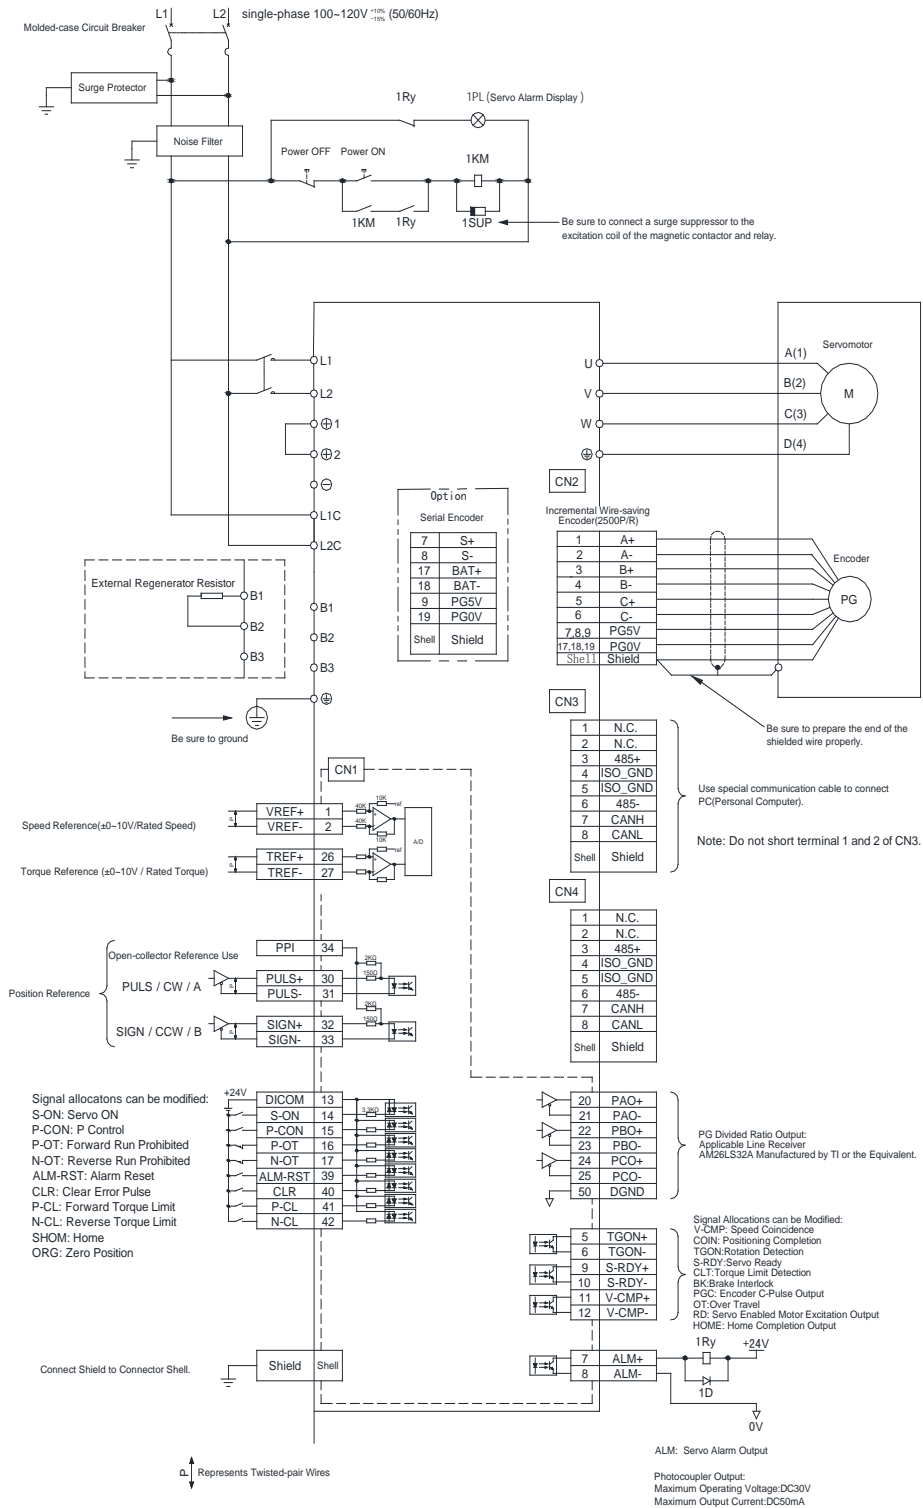 L1 L2 single-phase 100~120V +10% -15% (50/60Hz)
Molded-case Circuit Breaker
Surge Protector
Noise Filter
1Ry
1PL (Servo Alarm Display )
Power OFF Power ON
1KM
1KM 1Ry
1SUP
Be sure to connect a surge suppressor to the
excitation coil of the magnetic contactor and relay.
L1
L2
1
2
L1C
L2C
U
V
W
A(1)
B(2)
C(3)
D(4)
Servomotor
M
CN2
Option
Serial Encoder
7 S+
8 S-
17 BAT+
18 BAT-
9 PG5V
19 PG0V
Shell Shield
Incremental Wire-saving
Encoder(2500P/R)
1 A+
2 A-
3 B+
4 B-
5 C+
6 C-
7,8,9 PG5V
17,18,19 PG0V
Shell Shield
Encoder
PG
Be sure to prepare the end of the
shielded wire properly.
External Regenerator Resistor
B1
B2
B3
B1
B2
B3
Be sure to ground
CN3
1 N.C.
2 N.C.
3 485+
4 ISO_GND
5 ISO_GND
6 485-
7 CANH
8 CANL
Shell Shield
Use special communication cable to connect
PC(Personal Computer).
Note: Do not short terminal 1 and 2 of CN3.
CN4
1 N.C.
2 N.C.
3 485+
4 ISO_GND
5 ISO_GND
6 485-
7 CANH
8 CANL
Shell Shield
CN1
Speed Reference(±0~10V/Rated Speed)
P
VREF+ 1
VREF- 2
40K
40K
10K
10K
ref
A/D
Torque Reference (±0~10V / Rated Torque)
P
TREF+ 26
TREF- 27
ref
Position Reference
Open-collector Reference Use
PPI 34
PULS / CW / A
P
PULS+ 30
PULS- 31
2KΩ
150Ω
SIGN / CCW / B
P
SIGN+ 32
SIGN- 33
2KΩ
150Ω
Signal allocatons can be modified:
S-ON: Servo ON
P-CON: P Control
P-OT: Forward Run Prohibited
N-OT: Reverse Run Prohibited
ALM-RST: Alarm Reset
CLR: Clear Error Pulse
P-CL: Forward Torque Limit
N-CL: Reverse Torque Limit
SHOM: Home
ORG: Zero Position
+24V
DICOM 13
S-ON 14
P-CON 15
P-OT 16
N-OT 17
ALM-RST 39
CLR 40
P-CL 41
N-CL 42
3.3KΩ
20 PAO+
21 PAO-
22 PBO+
23 PBO-
24 PCO+
25 PCO-
50 DGND
PG Divided Ratio Output:
Applicable Line Receiver
AM26LS32A Manufactured by TI or the Equivalent.
5 TGON+
6 TGON-
9 S-RDY+
10 S-RDY-
11 V-CMP+
12 V-CMP-
Signal Allocations can be Modified:
V-CMP: Speed Coincidence
COIN: Positioning Completion
TGON:Rotation Detection
S-RDY:Servo Ready
CLT:Torque Limit Detection
BK:Brake Interlock
PGC: Encoder C-Pulse Output
OT:Over Travel
RD: Servo Enabled Motor Excitation Output
HOME: Home Completion Output
7 ALM+
8 ALM-
1Ry
+24V
1D
0V
ALM: Servo Alarm Output
Connect Shield to Connector Shell.
Shield Shell
P Represents Twisted-pair Wires
Photocoupler Output:
Maximum Operating Voltage:DC30V
Maximum Output Current:DC50mA